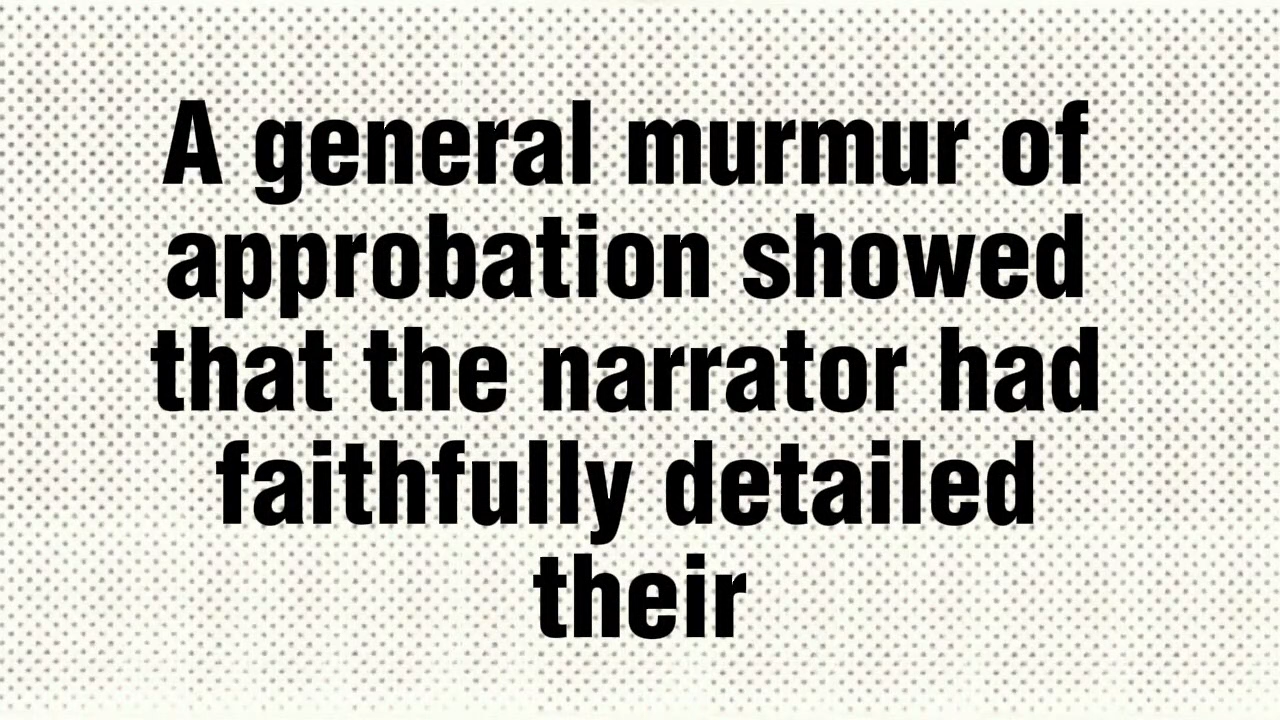 A general murmur of
approbation showed
that the narrator had
faithfully detailed
their